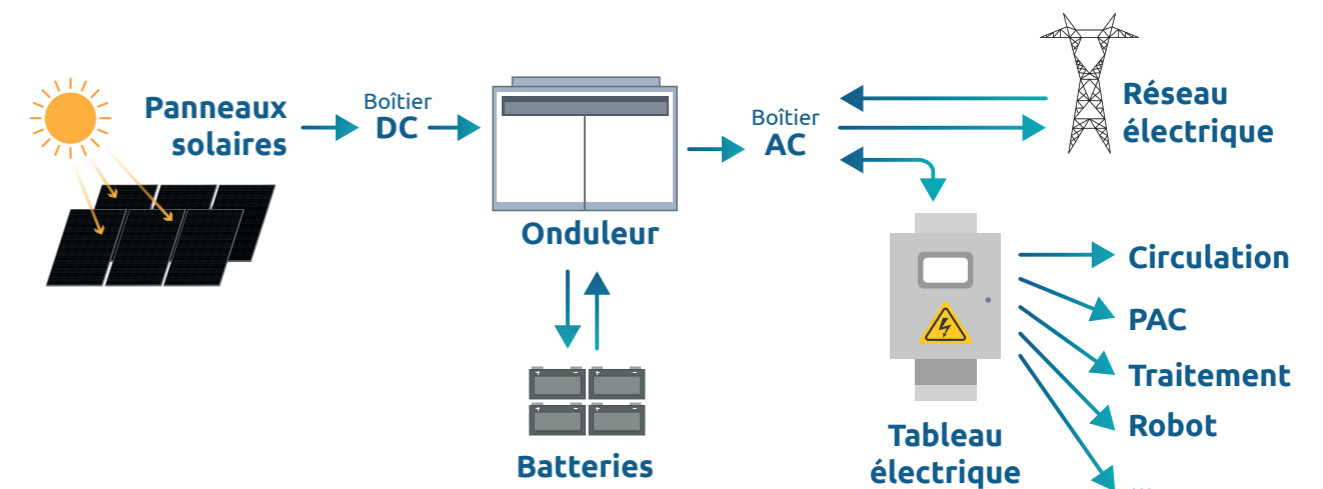 Panneaux
solaires
Boîtier
DC
Onduleur
Batteries
Boîtier
AC
Réseau
électrique
Tableau
électrique
Circulation
PAC
Traitement
Robot
...